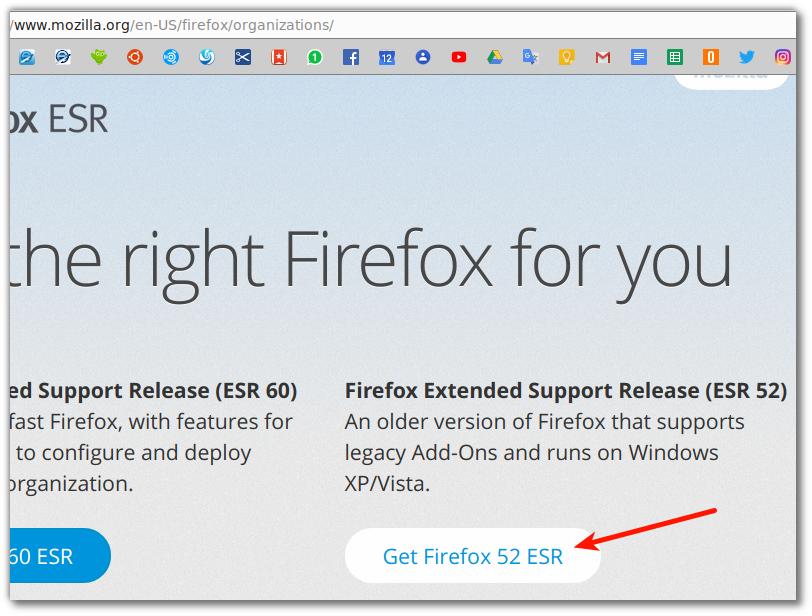 /www.mozilla.org/en-US/firefox/organizations/
ox ESR
the right Firefox for you
ed Support Release (ESR 60)
fast Firefox, with features for
to configure and deploy
organization.
60 ESR
Firefox Extended Support Release (ESR 52)
An older version of Firefox that supports
legacy Add-Ons and runs on Windows
XP/Vista.
Get Firefox 52 ESR